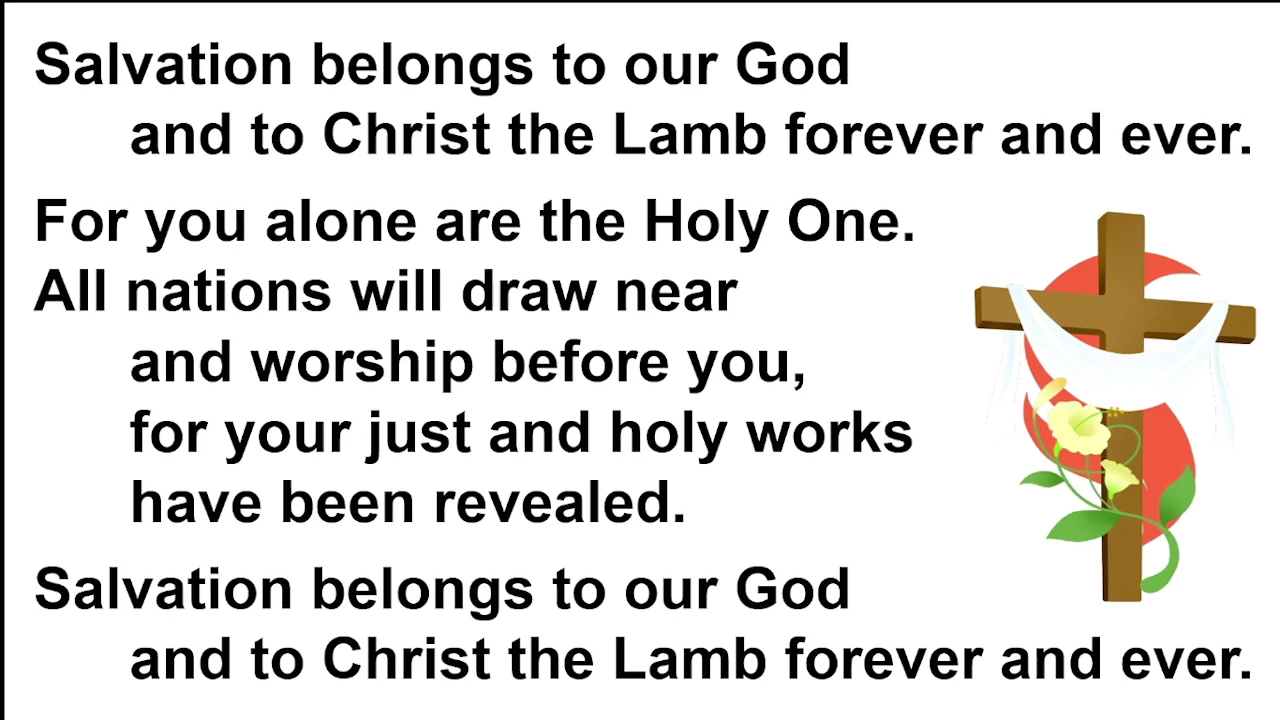 Salvation belongs to our God
and to Christ the Lamb forever and ever.
For you alone are the Holy One.
All nations will draw near
and worship before you,
for your just and holy works
have been revealed.
Salvation belongs to our God
and to Christ the Lamb forever and ever.